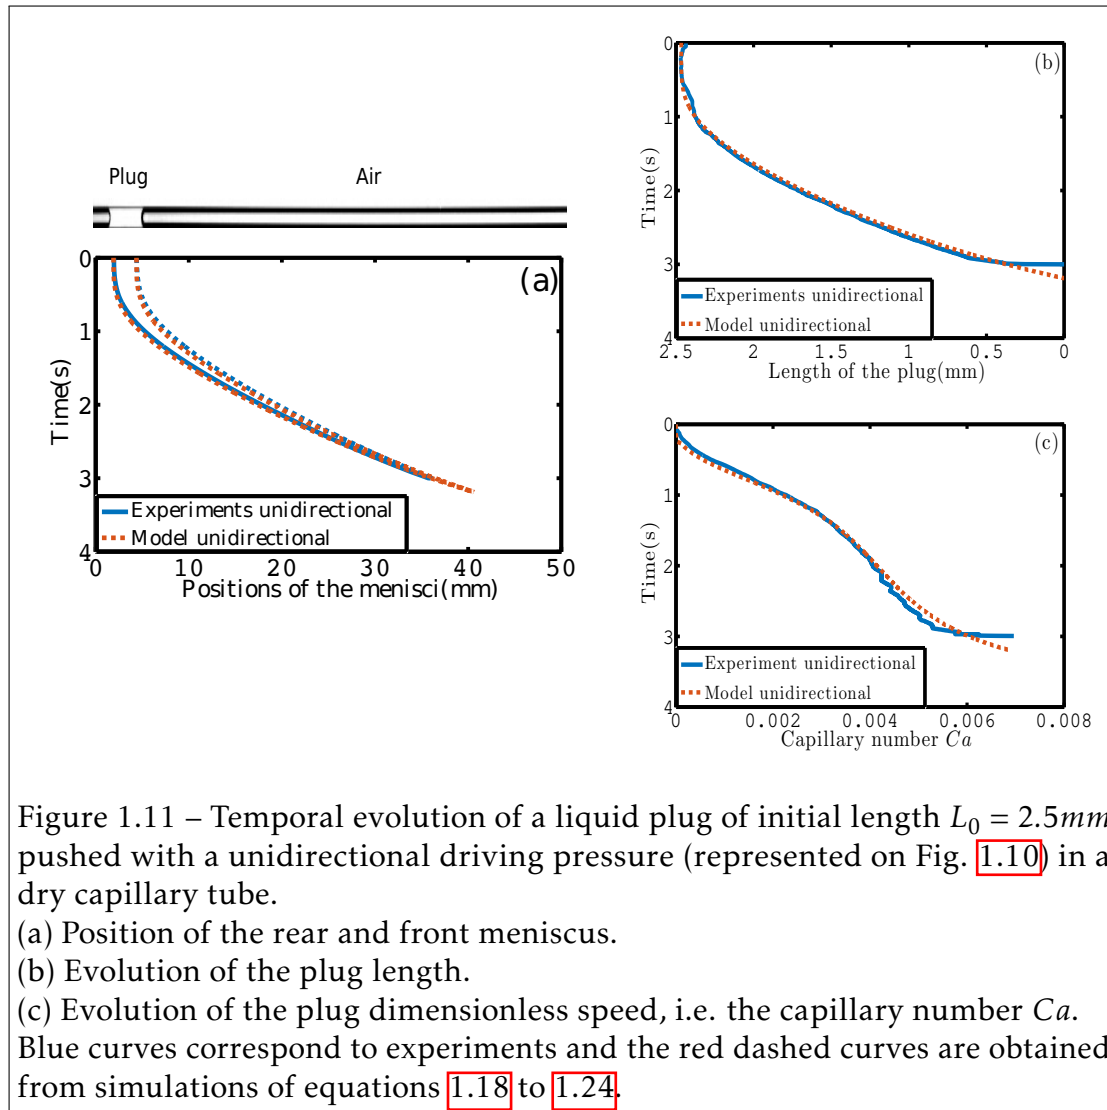 Plug Air
(a)
0
1
2
3
4
Time(s)
Experiments unidirectional
Model unidirectional
0 10 20 30 40 50
Positions of the menisci(mm)
(b)
0
1
2
3
4
Time(s)
Experiments unidirectional
Model unidirectional
2.5 2 1.5 1 0.5 0
Length of the plug(mm)
(c)
0
1
2
3
4
Time(s)
Experiment unidirectional
Model unidirectional
0 0.002 0.004 0.006 0.008
Capillary number Ca
Figure 1.11 – Temporal evolution of a liquid plug of initial length L₀ = 2.5mm
pushed with a unidirectional driving pressure (represented on Fig. 1.10) in a
dry capillary tube.
(a) Position of the rear and front meniscus.
(b) Evolution of the plug length.
(c) Evolution of the plug dimensionless speed, i.e. the capillary number Ca.
Blue curves correspond to experiments and the red dashed curves are obtained
from simulations of equations 1.18 to 1.24.